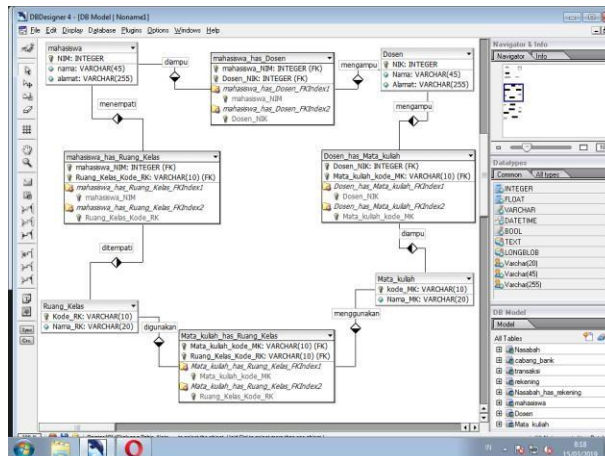 DBDesigner 4 - [DB Model | Noname1]
File Edit Display Database Plugins Options Windows Help
mahasiswa
NIM: INTEGER
nama: VARCHAR(45)
alamat: VARCHAR(255)
diampu
mahasiswa_has_Dosen
mahasiswa_NIM: INTEGER (FK)
Dosen_NIK: INTEGER (FK)
mahasiswa_has_Dosen_FKIndex1
mahasiswa_NIM
mahasiswa_has_Dosen_FKIndex2
Dosen_NIK
mengampu
Dosen
NIK: INTEGER
Nama: VARCHAR(45)
Alamat: VARCHAR(255)
menempati
mengampu
mahasiswa_has_Ruang_Kelas
mahasiswa_NIM: INTEGER (FK)
Ruang_Kelas_Kode_RK: VARCHAR(10) (FK)
mahasiswa_has_Ruang_Kelas_FKIndex1
mahasiswa_NIM
mahasiswa_has_Ruang_Kelas_FKIndex2
Ruang_Kelas_Kode_RK
Dosen_has_Mata_kuliah
Dosen_NIK: INTEGER (FK)
Mata_kuliah_kode_MK: VARCHAR(10) (FK)
Dosen_has_Mata_kuliah_FKIndex1
Dosen_NIK
Dosen_has_Mata_kuliah_FKIndex2
Mata_kuliah_kode_MK
ditempati
diampu
Ruang_Kelas
Kode_RK: VARCHAR(10)
Nama_RK: VARCHAR(20)
digunakan
Mata_kuliah_has_Ruang_Kelas
Mata_kuliah_kode_MK: VARCHAR(10) (FK)
Ruang_Kelas_Kode_RK: VARCHAR(10) (FK)
Mata_kuliah_has_Ruang_Kelas_FKIndex1
Mata_kuliah_kode_MK
Mata_kuliah_has_Ruang_Kelas_FKIndex2
Ruang_Kelas_Kode_RK
menggunakan
Mata_kuliah
kode_MK: VARCHAR(10)
Nama_MK: VARCHAR(20)
Navigator & Info
Navigator Info
Datatypes
Common All types
INTEGER
FLOAT
VARCHAR
DATETIME
BOOL
TEXT
LONGBLOB
Varchar(20)
Varchar(45)
Varchar(255)
DB Model
Model
All Tables
Nasabah
cabang_bank
transaksi
rekening
Nasabah_has_rekening
mahasiswa
Dosen
Mata kuliah
8:18
15/03/2019